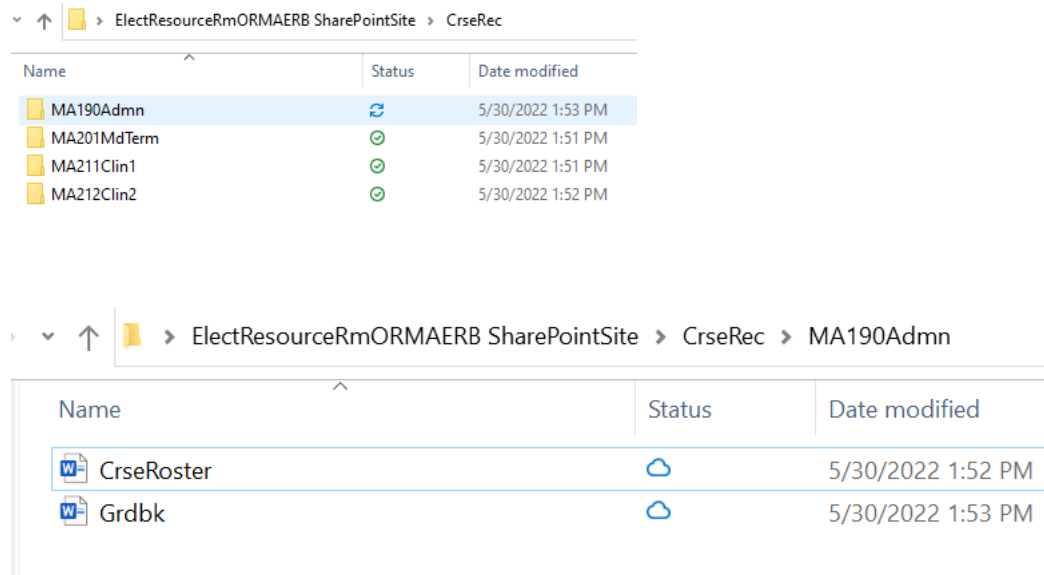 ElectResourceRmORMAERB SharePointSite > CrseRec
Name Status Date modified
MA190Admn 5/30/2022 1:53 PM
MA201MdTerm 5/30/2022 1:51 PM
MA211Clin1 5/30/2022 1:51 PM
MA212Clin2 5/30/2022 1:52 PM
ElectResourceRmORMAERB SharePointSite > CrseRec > MA190Admn
Name Status Date modified
CrseRoster 5/30/2022 1:52 PM
Grdbk 5/30/2022 1:53 PM